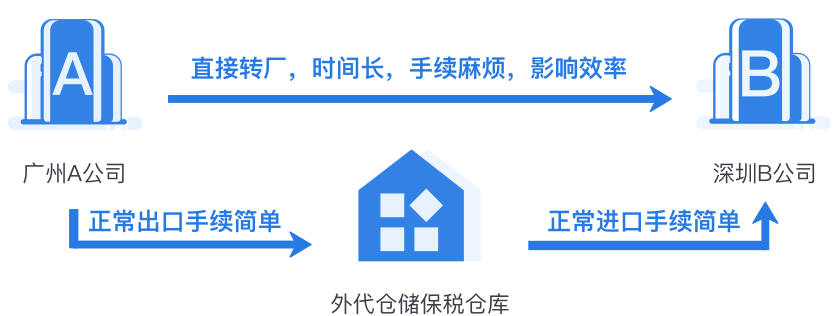 A
直接转厂，时间长，手续麻烦，影响效率
B
广州A公司
深圳B公司
正常出口手续简单
正常进口手续简单
外代仓储保税仓库